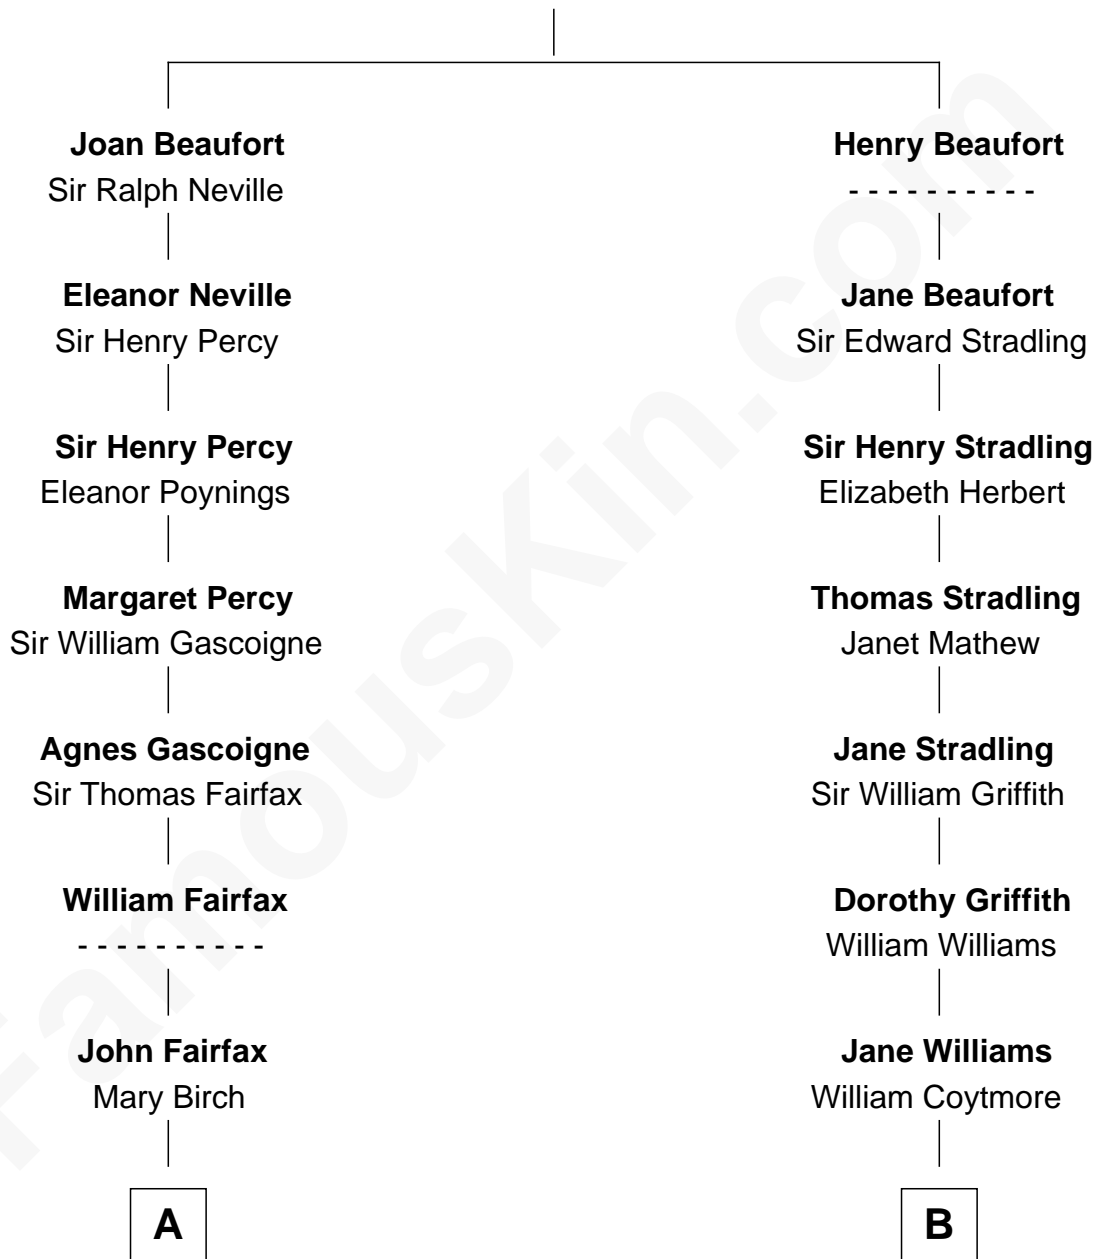 Joan Beaufort
Sir Ralph Neville
Henry Beaufort
- - - - - - - - - -
Eleanor Neville
Sir Henry Percy
Jane Beaufort
Sir Edward Stradling
Sir Henry Percy
Eleanor Poynings
Sir Henry Stradling
Elizabeth Herbert
Margaret Percy
Sir William Gascoigne
Thomas Stradling
Janet Mathew
Agnes Gascoigne
Sir Thomas Fairfax
Jane Stradling
Sir William Griffith
William Fairfax
- - - - - - - - - -
Dorothy Griffith
William Williams
John Fairfax
Mary Birch
Jane Williams
William Coytmore
A
B
FamousKin.com